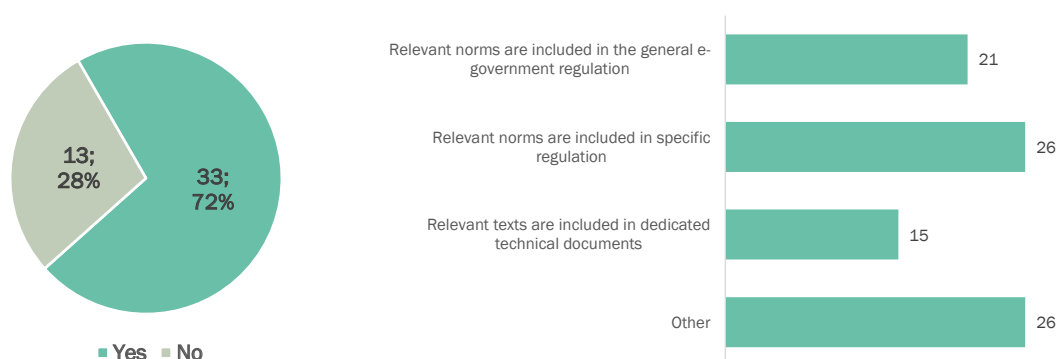 13;
28%
33;
72%
Yes No
Relevant norms are included in the general e-
government regulation
21
Relevant norms are included in specific
regulation
26
Relevant texts are included in dedicated
technical documents
15
Other
26